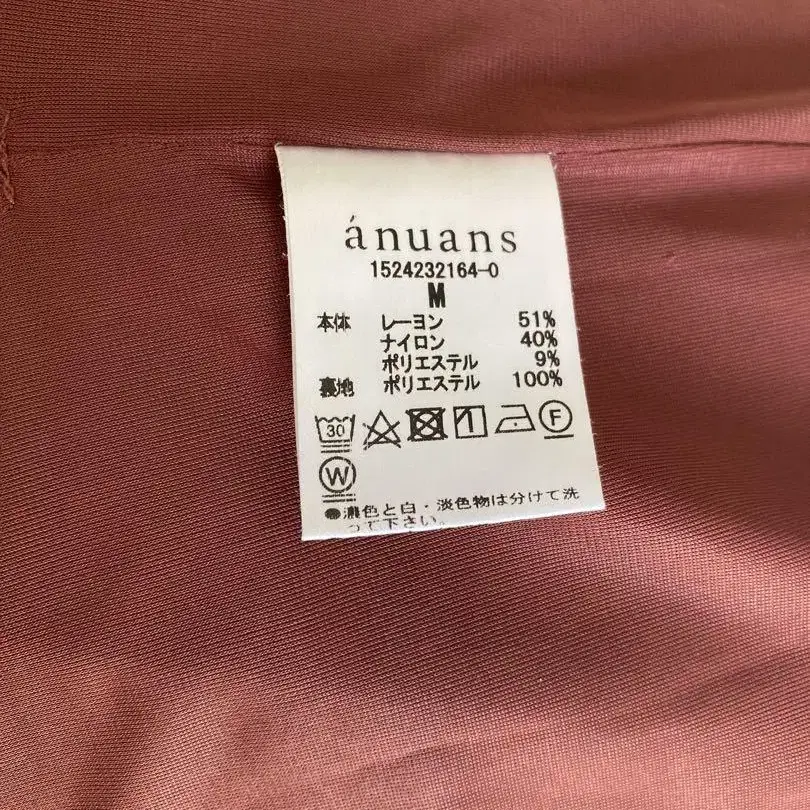 ánuans
1524232164-0
M
本体 レーヨン 51%
ナイロン 40%
ポリエステル 9%
裏地 ポリエステル 100%
30 F
W
●濃色と白・淡色物は分けて洗
って下さい。